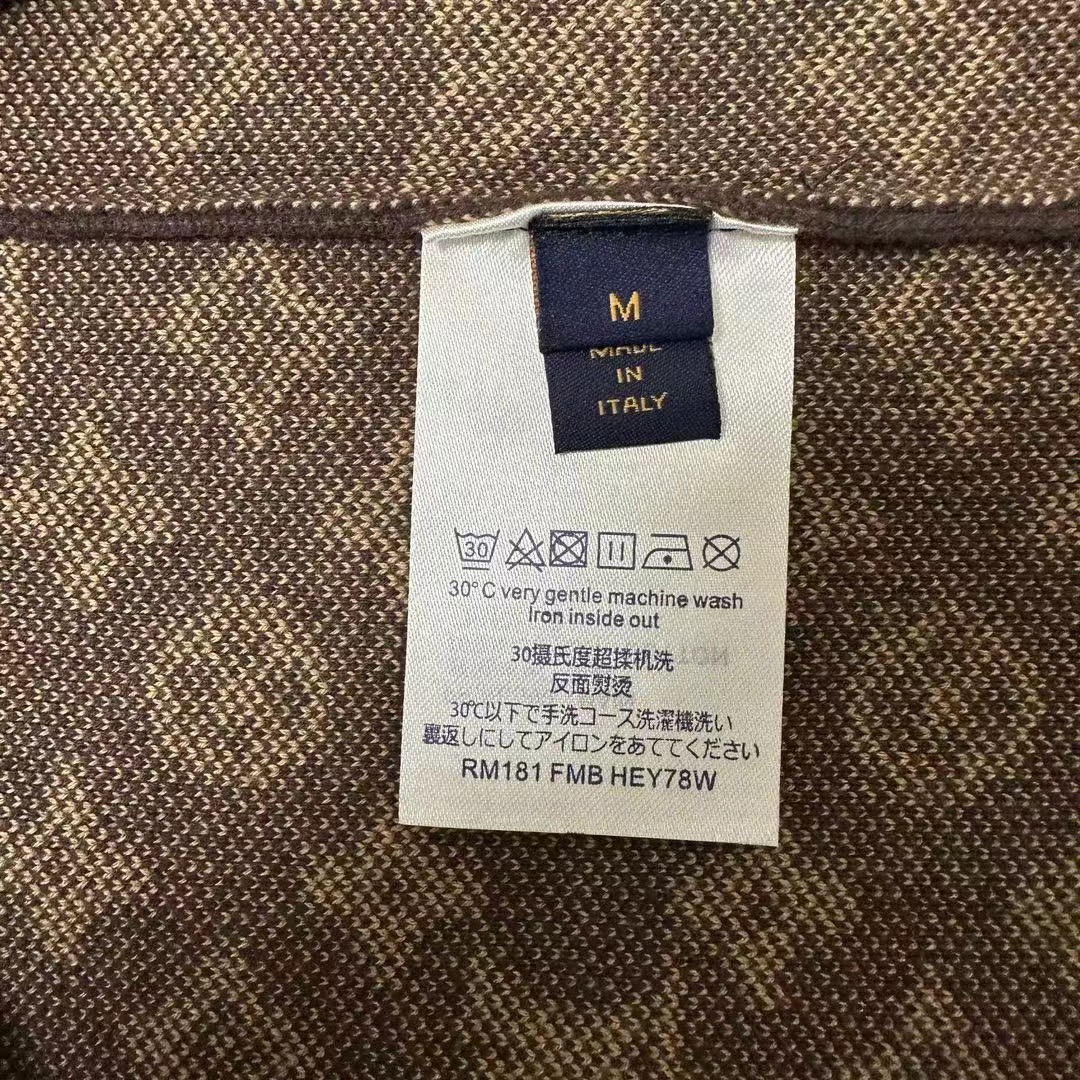 M
MADE
IN
ITALY
30
30°C very gentle machine wash
Iron inside out
30摄氏度超揉机洗
反面熨烫
30℃以下で手洗コース洗濯機洗い
裏返しにしてアイロンをあててください
RM181 FMB HEY78W